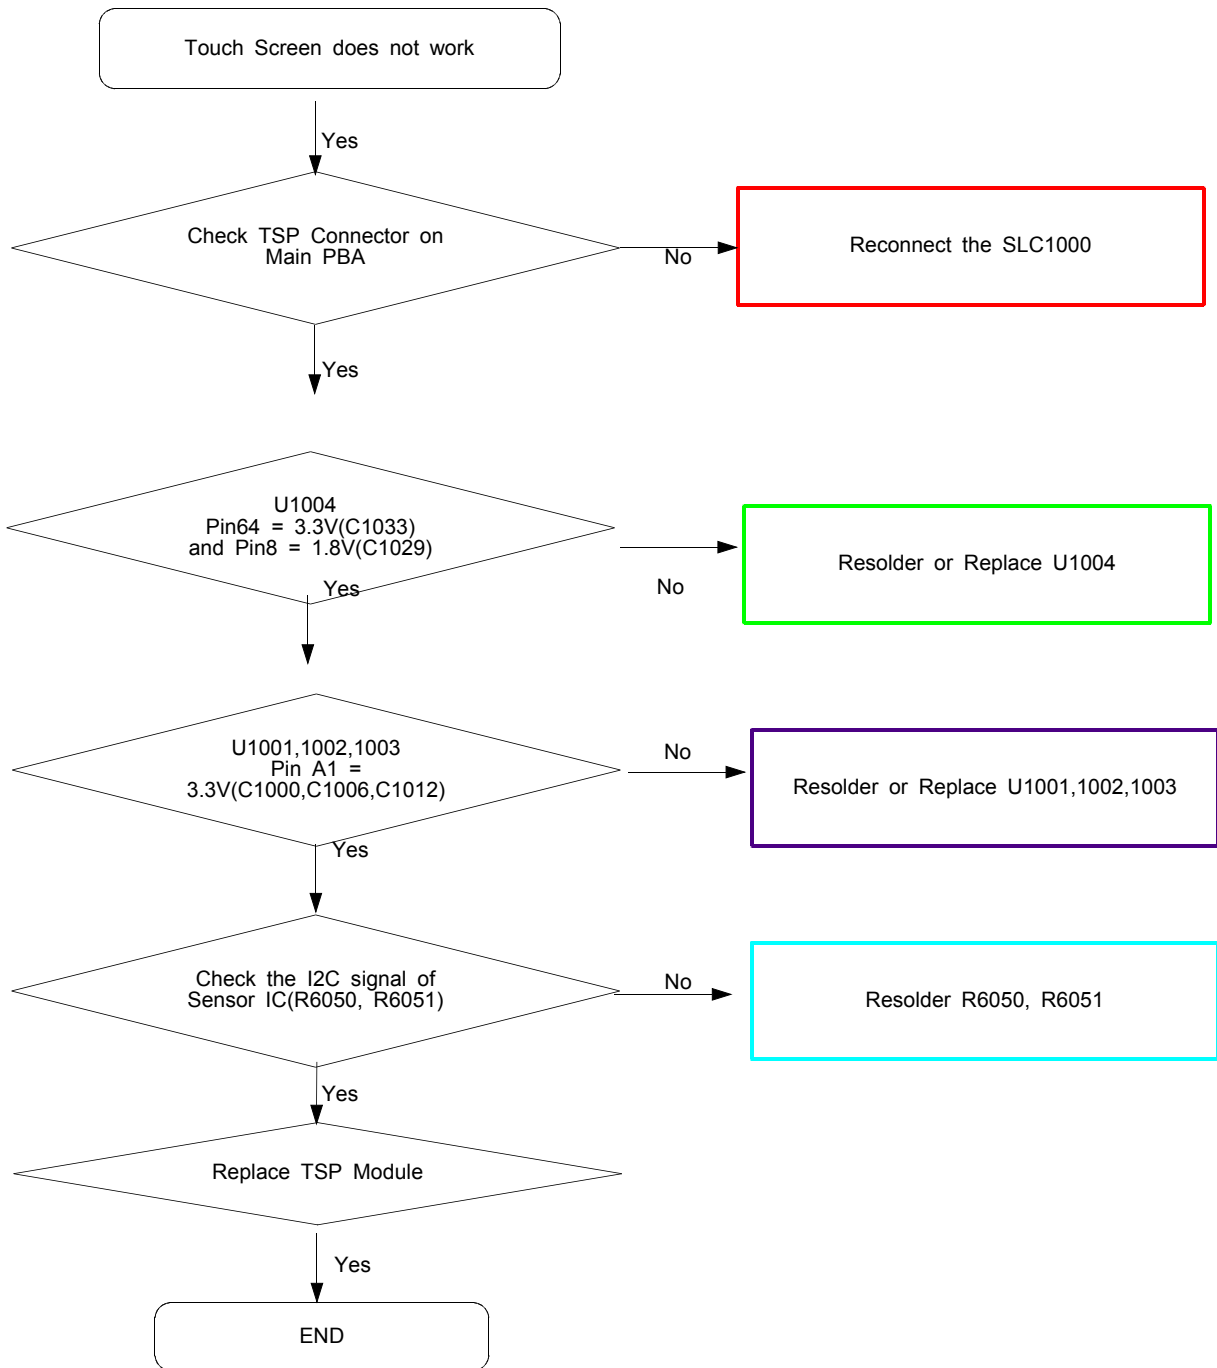 Touch Screen does not work
Yes
Check TSP Connector on
Main PBA
No
Reconnect the SLC1000
Yes
U1004
Pin64 = 3.3V(C1033)
and Pin8 = 1.8V(C1029)
No
Resolder or Replace U1004
Yes
U1001,1002,1003
Pin A1 =
3.3V(C1000,C1006,C1012)
No
Resolder or Replace U1001,1002,1003
Yes
Check the I2C signal of
Sensor IC(R6050, R6051)
No
Resolder R6050, R6051
Yes
Replace TSP Module
Yes
END